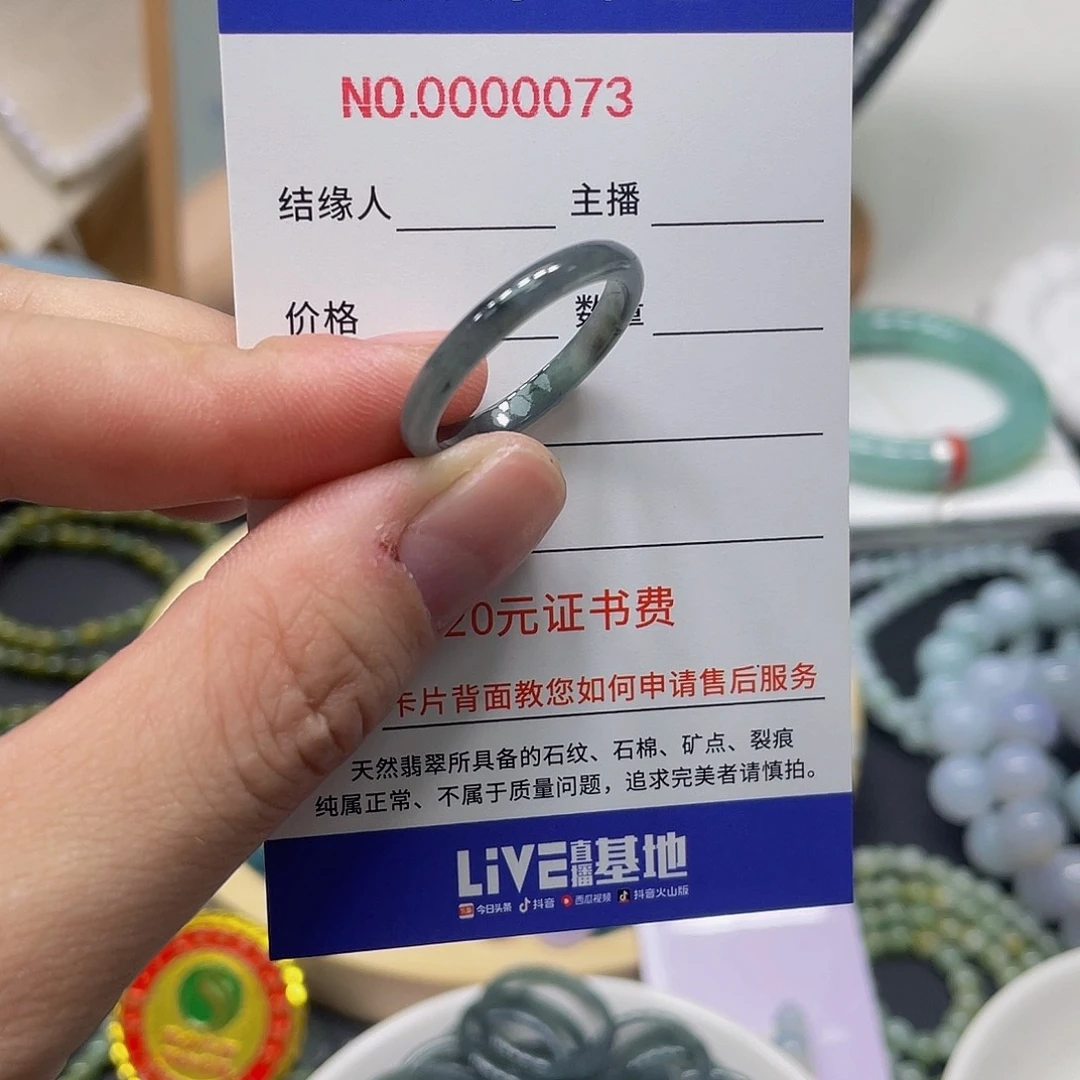 NO.0000073
结缘人 主播
价格 数量
20元证书费
卡片背面教您如何申请售后服务
天然翡翠所具备的石纹、石棉、矿点、裂痕
纯属正常、不属于质量问题，追求完美者请慎拍。
LiVE直播基地
今日头条 抖音 西瓜视频 抖音火山版